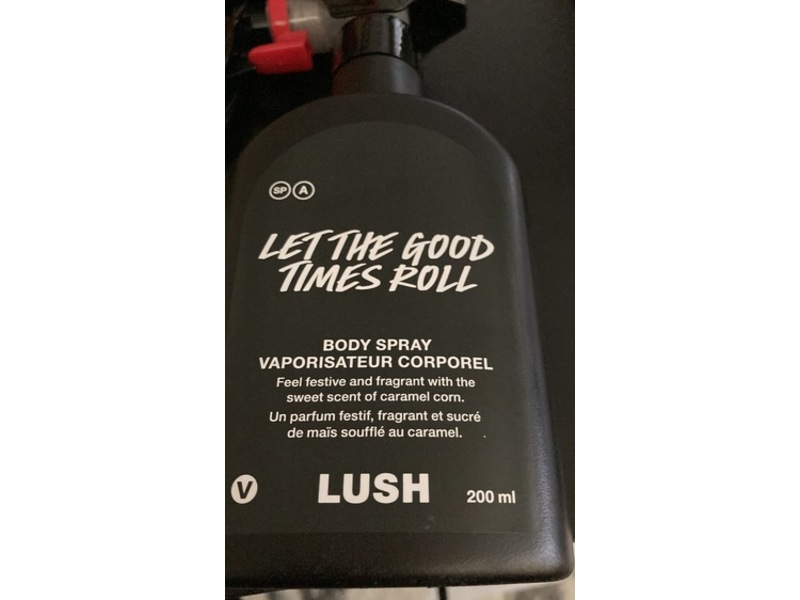 SP A
LET THE GOOD
TIMES ROLL
BODY SPRAY
VAPORISATEUR CORPOREL
Feel festive and fragrant with the
sweet scent of caramel corn.
Un parfum festif, fragrant et sucré
de maïs soufflé au caramel.
V LUSH 200 ml